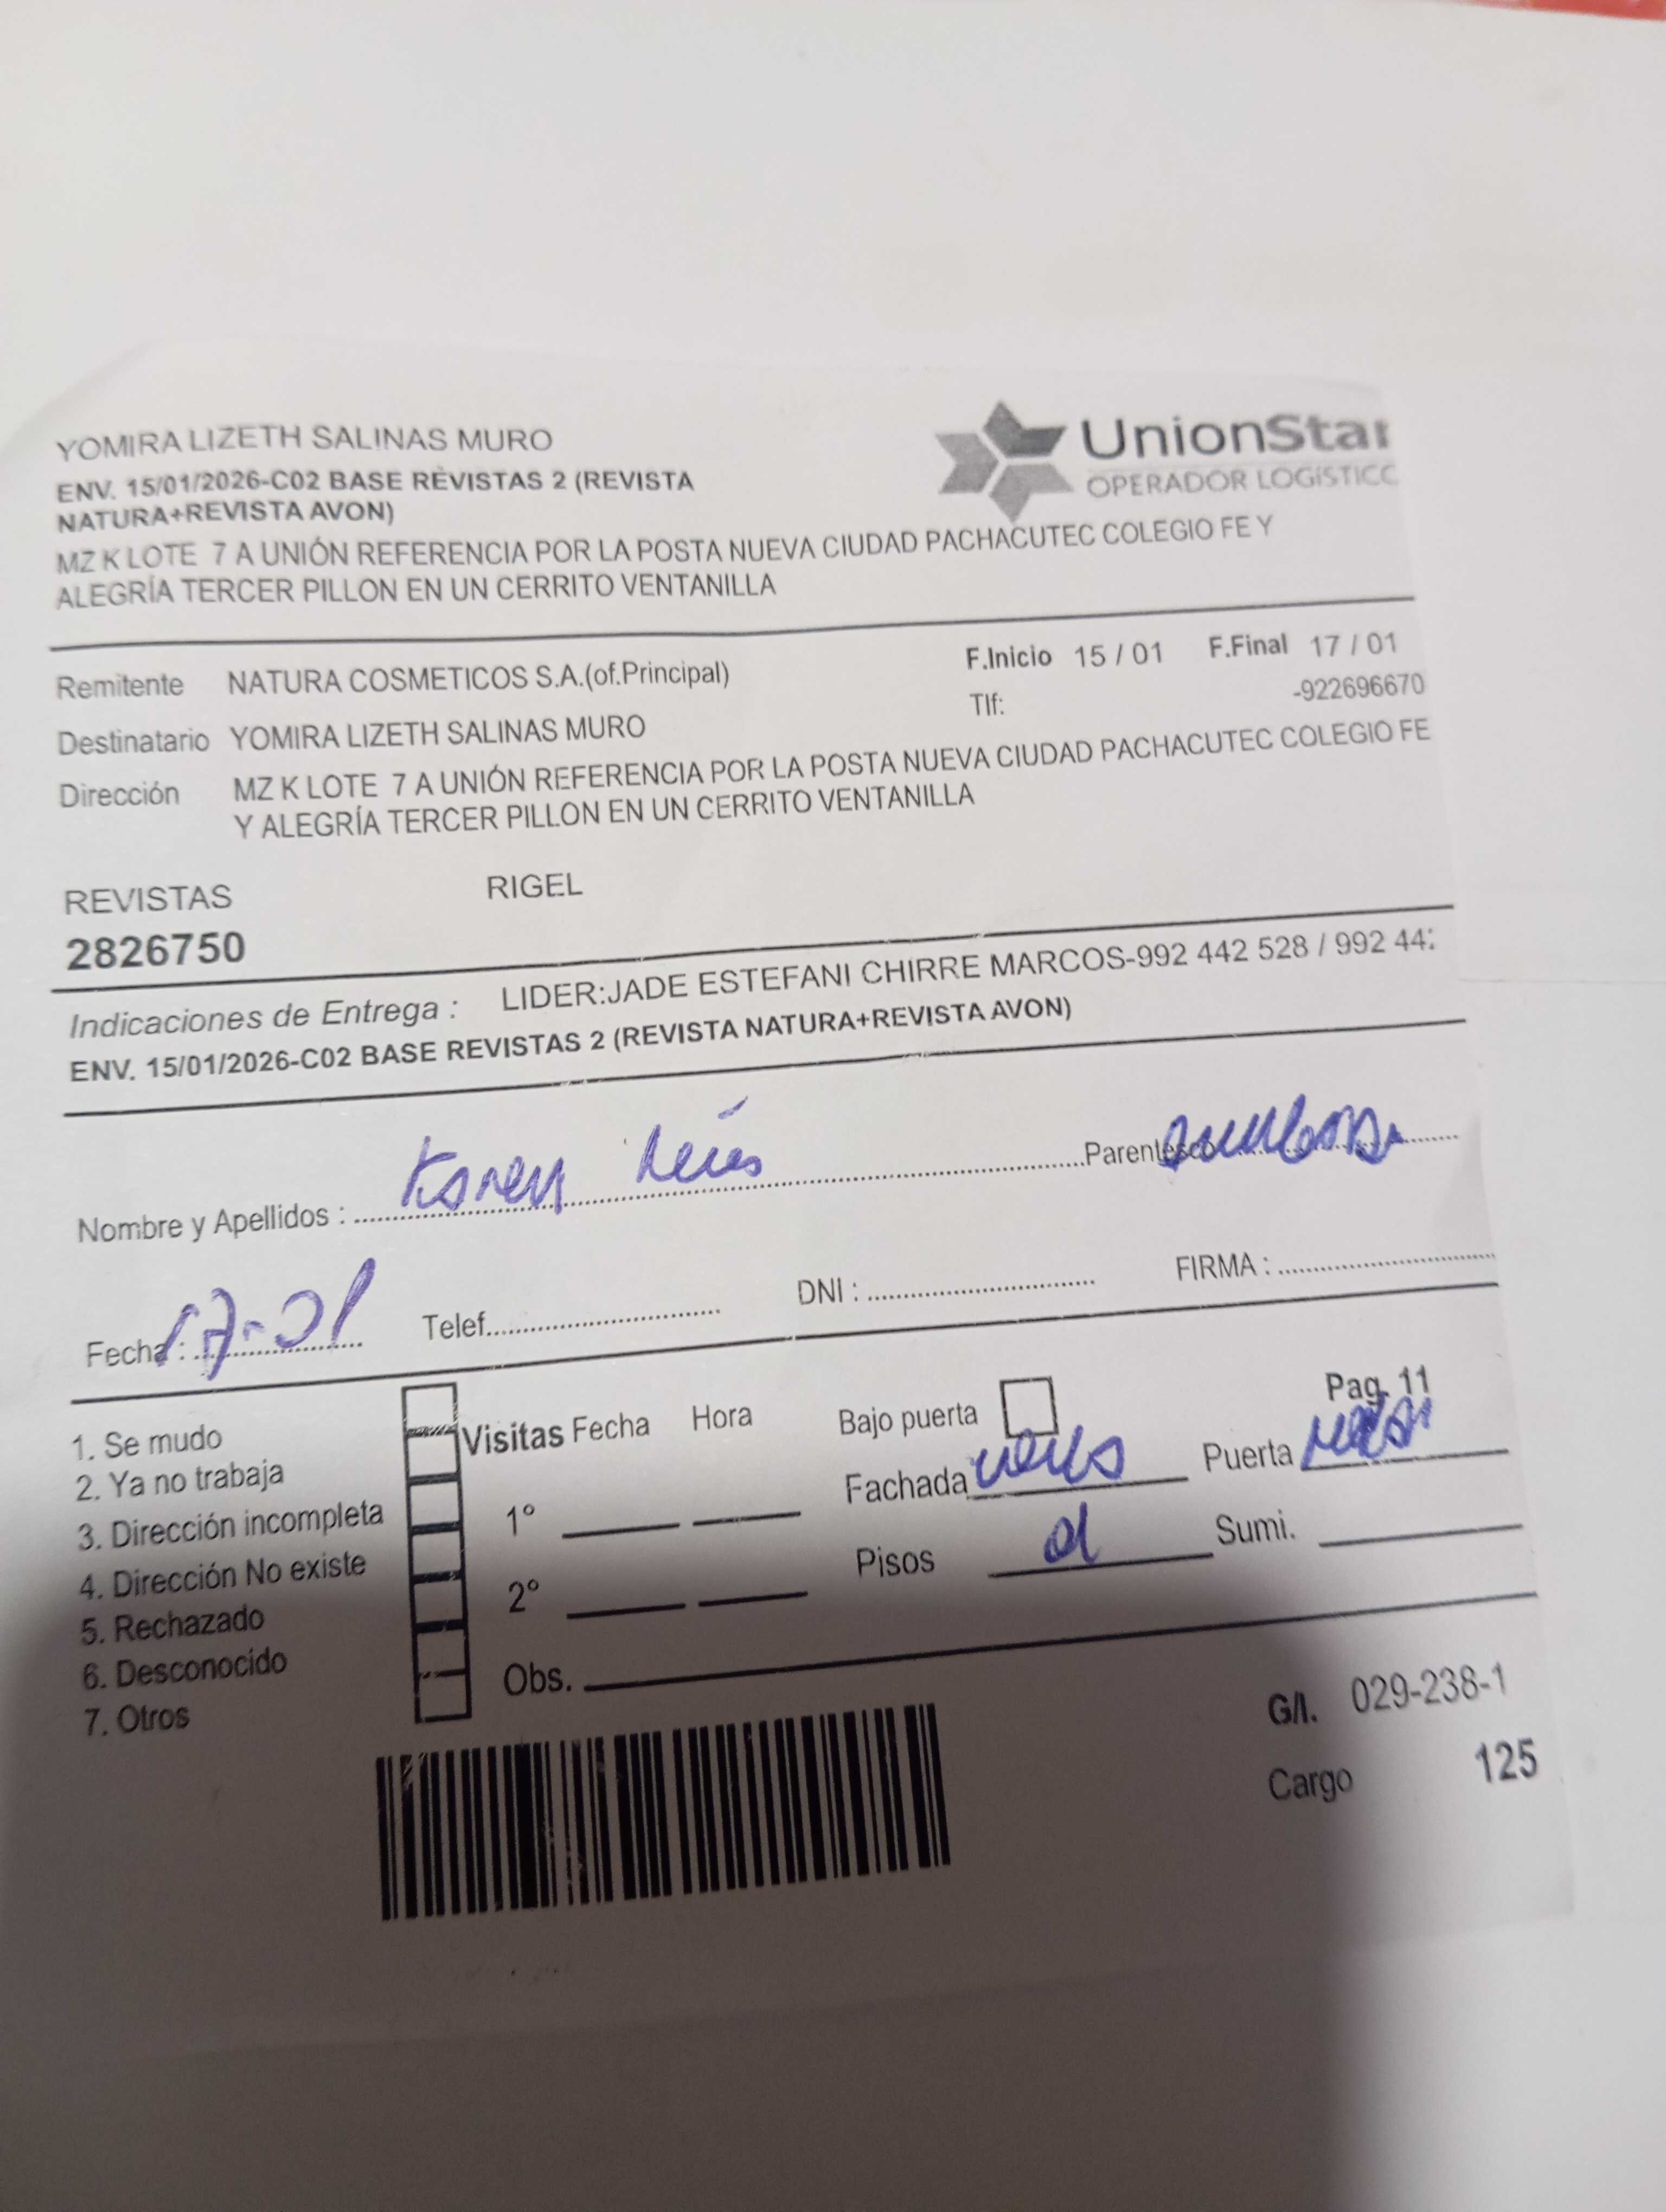 YOMIRA LIZETH SALINAS MURO
UnionStar
OPERADOR LOGÍSTICO
ENV. 15/01/2026-C02 BASE REVISTAS 2 (REVISTA
NATURA+REVISTA AVON)
MZ K LOTE 7 A UNIÓN REFERENCIA POR LA POSTA NUEVA CIUDAD PACHACUTEC COLEGIO FE Y
ALEGRÍA TERCER PILLON EN UN CERRITO VENTANILLA
Remitente NATURA COSMETICOS S.A.(of.Principal) F.Inicio 15 / 01 F.Final 17 / 01
Tlf: -922696670
Destinatario YOMIRA LIZETH SALINAS MURO
Dirección MZ K LOTE 7 A UNIÓN REFERENCIA POR LA POSTA NUEVA CIUDAD PACHACUTEC COLEGIO FE
Y ALEGRÍA TERCER PILLON EN UN CERRITO VENTANILLA
REVISTAS RIGEL
2826750
Indicaciones de Entrega : LIDER:JADE ESTEFANI CHIRRE MARCOS-992 442 528 / 992 44
ENV. 15/01/2026-C02 BASE REVISTAS 2 (REVISTA NATURA+REVISTA AVON)
Nombre y Apellidos : Karen Parentesco
Fecha : 17-01 Telef. DNI : FIRMA :
Pag. 11
1. Se mudo
2. Ya no trabaja
3. Dirección incompleta
4. Dirección No existe
5. Rechazado
6. Desconocido
7. Otros
Visitas Fecha Hora
1°
2°
Obs.
Bajo puerta
Fachada Puerta
Pisos Sumi.
G/I. 029-238-1
Cargo 125